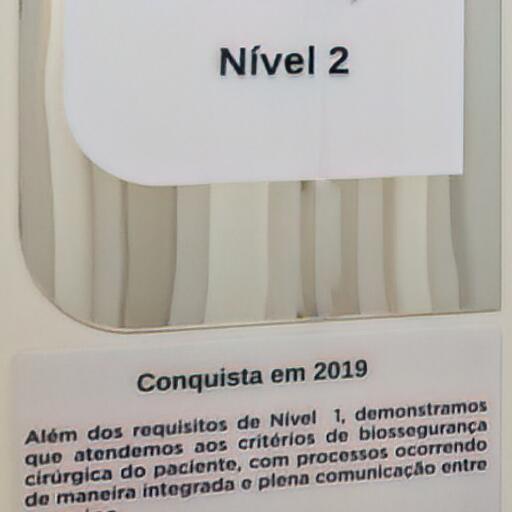 Nível 2
Conquista em 2019
Além dos requisitos de Nível 1, demonstramos
que atendemos aos critérios de biossegurança
cirúrgica do paciente, com processos ocorrendo
de maneira integrada e plena comunicação entre